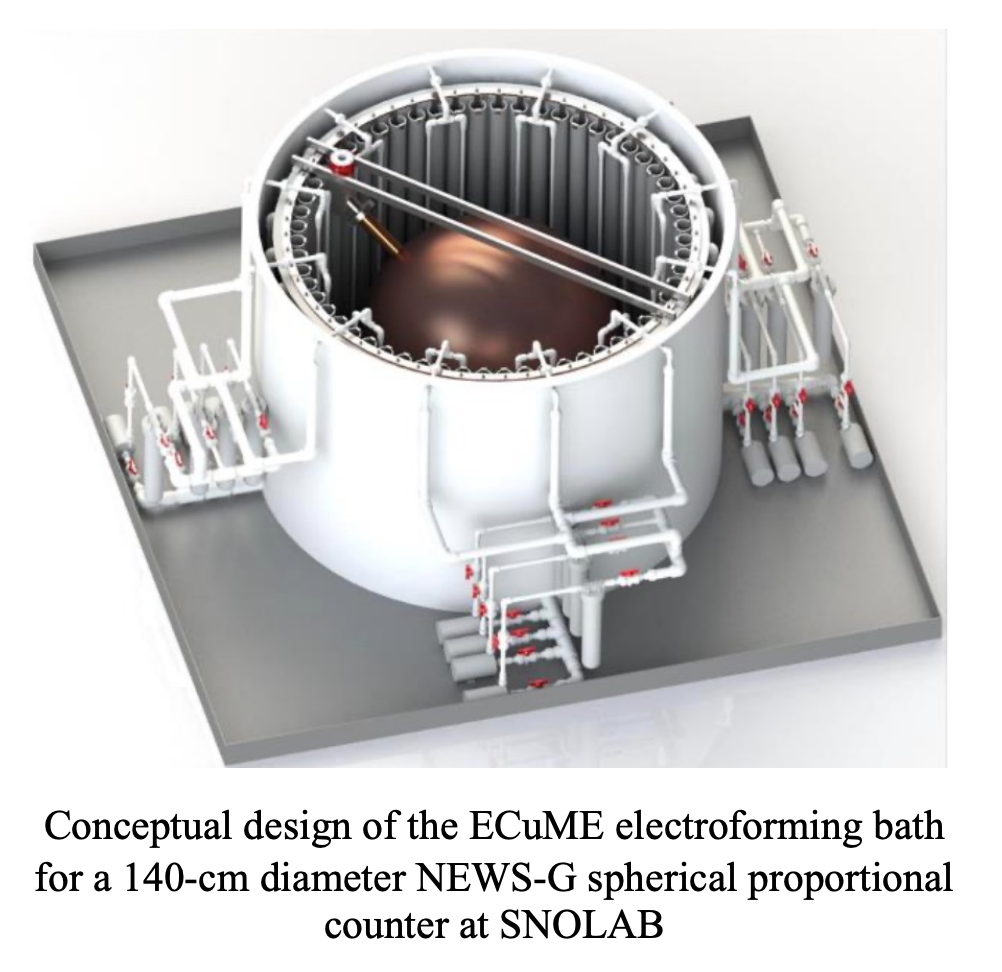 Conceptual design of the ECuME electroforming bath
for a 140-cm diameter NEWS-G spherical proportional
counter at SNOLAB